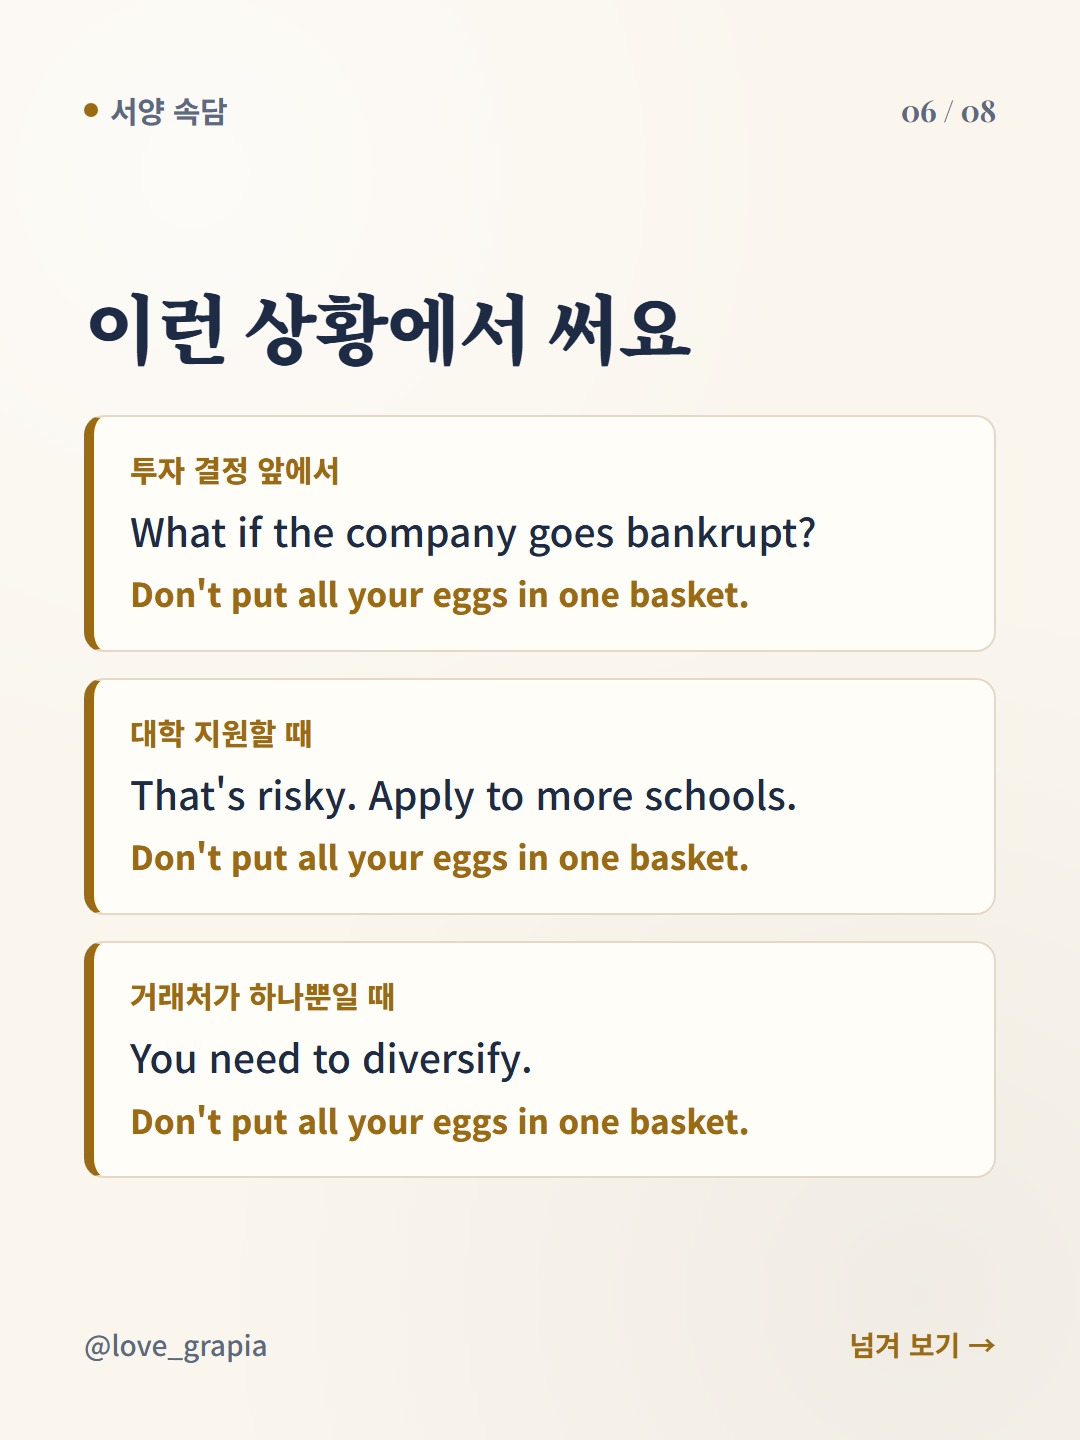 서양 속담
06 / 08
이런 상황에서 써요
투자 결정 앞에서
What if the company goes bankrupt?
Don't put all your eggs in one basket.
대학 지원할 때
That's risky. Apply to more schools.
Don't put all your eggs in one basket.
거래처가 하나뿐일 때
You need to diversify.
Don't put all your eggs in one basket.
@love_grapia
넘겨 보기 →